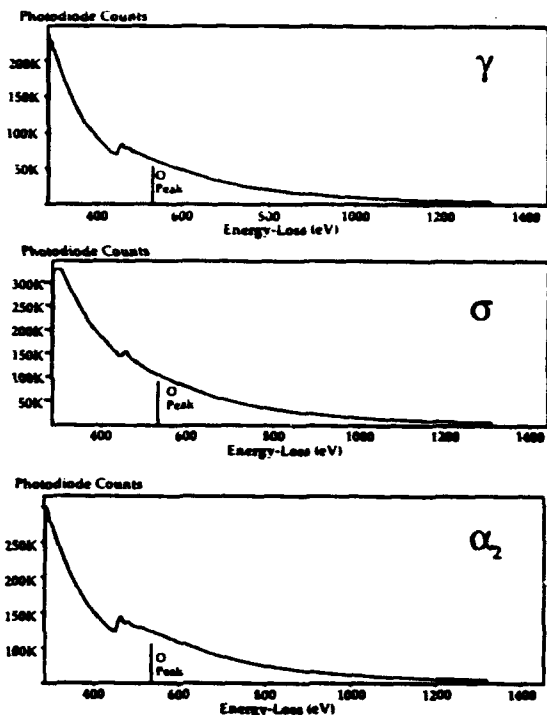 Photodiode Counts
γ
200K
150K
100K
50K
O
Peak
400 600 800 1000 1200 1400
Energy-Loss (eV)
Photodiode Counts
σ
300K
250K
200K
150K
100K
50K
O
Peak
400 600 800 1000 1200 1400
Energy-Loss (eV)
Photodiode Counts
α₂
250K
200K
150K
100K
O
Peak
400 600 800 1000 1200 1400
Energy-Loss (eV)